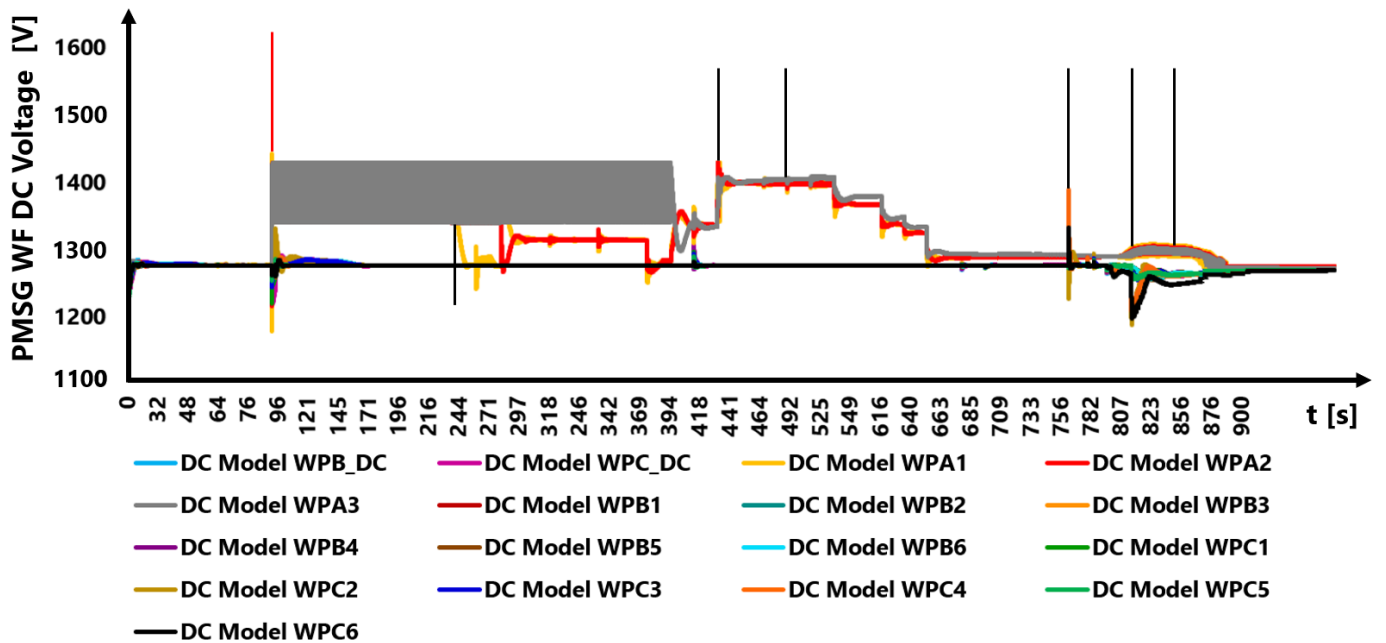 PMSG WF DC Voltage [V]
1600
1500
1400
1300
1200
1100
0 32 48 64 76 96 121 145 171 196 216 244 271 297 318 246 342 368 394 418 441 464 492 525 549 616 640 663 685 709 733 756 782 807 823 856 876 900
t [s]
DC Model WPB_DC DC Model WPC_DC DC Model WPA1 DC Model WPA2
DC Model WPA3 DC Model WPB1 DC Model WPB2 DC Model WPB3
DC Model WPB4 DC Model WPB5 DC Model WPB6 DC Model WPC1
DC Model WPC2 DC Model WPC3 DC Model WPC4 DC Model WPC5
DC Model WPC6